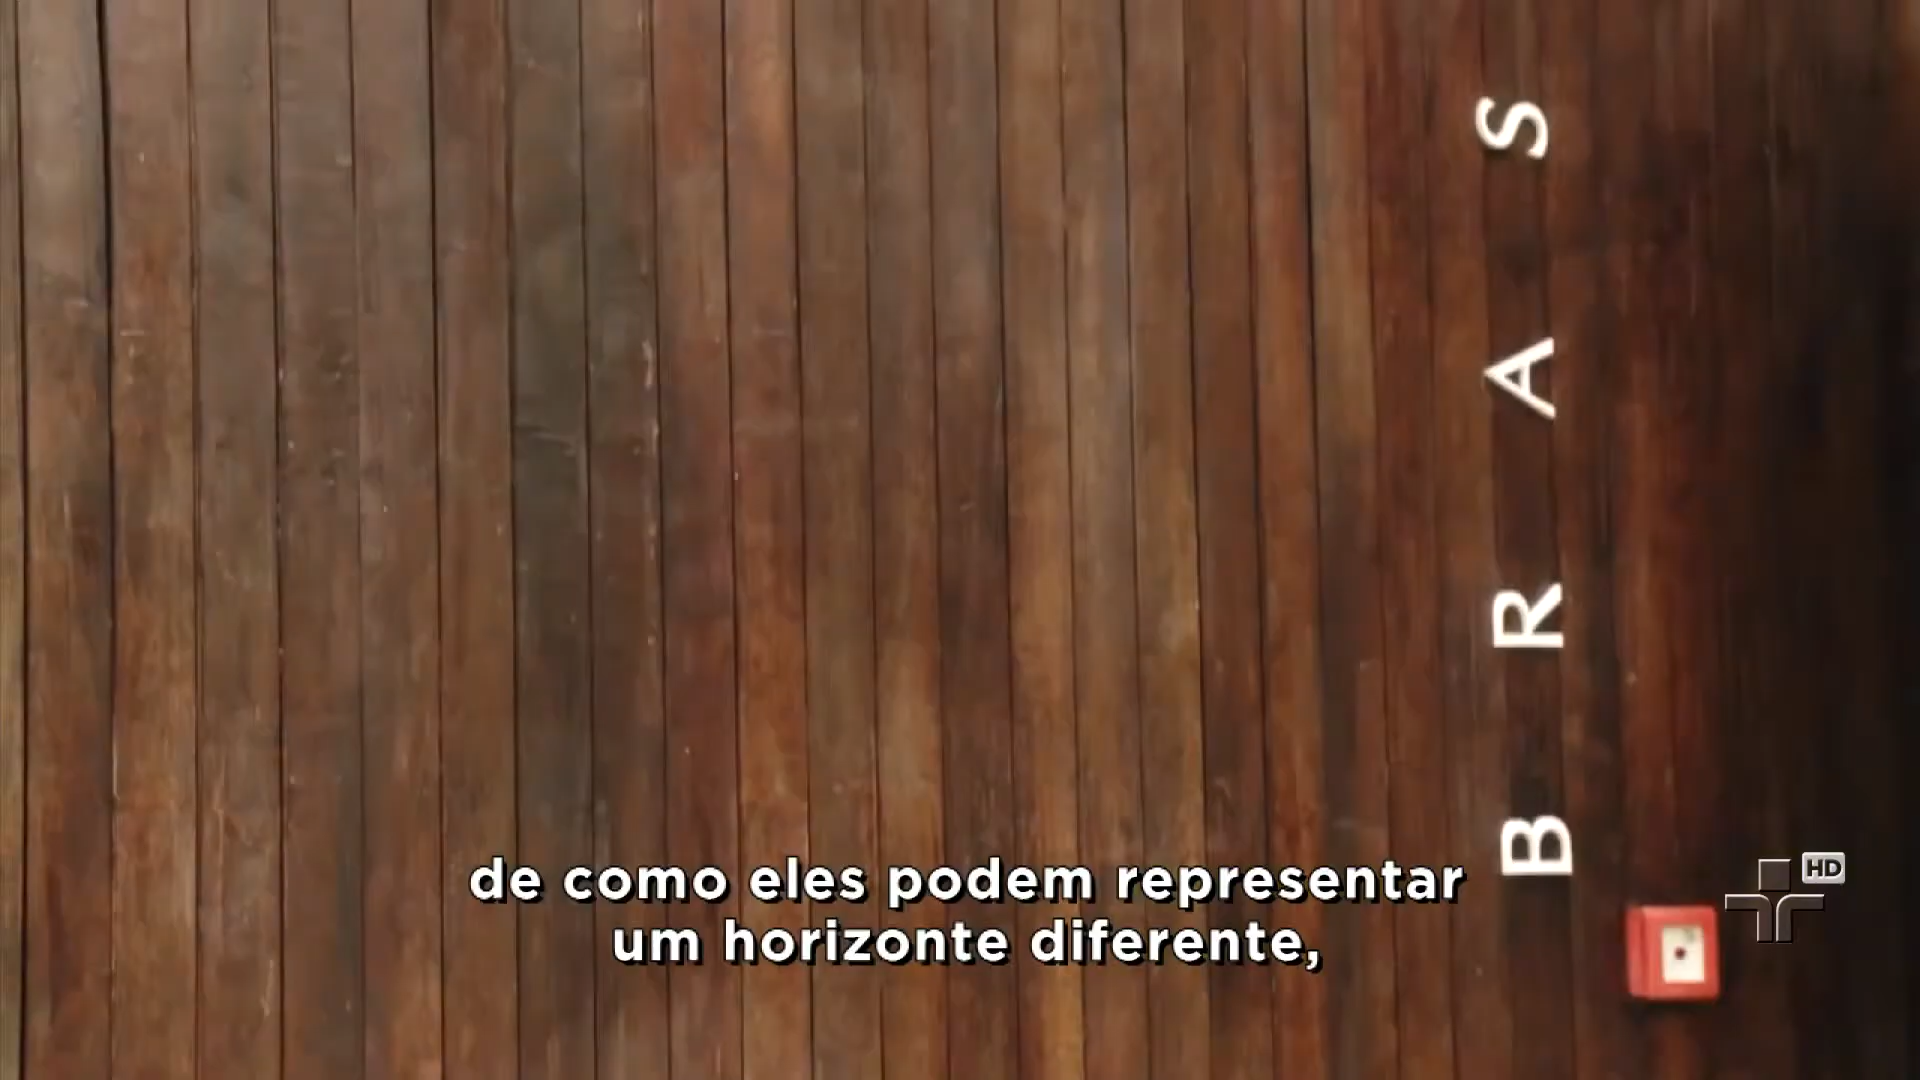 B R A S
de como eles podem representar
um horizonte diferente,
HD